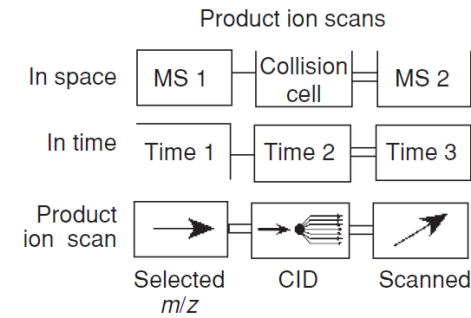 Product ion scans
In space
MS 1
Collision
cell
MS 2
In time
Time 1
Time 2
Time 3
Product
ion scan
Selected
m/z
CID
Scanned